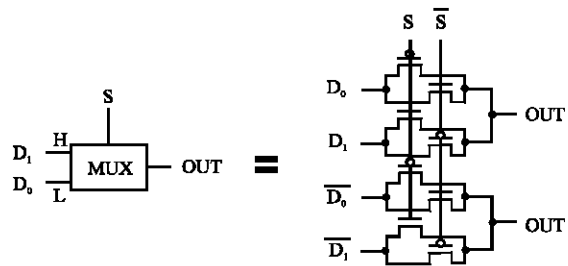 S
H
D₁
MUX
OUT
D₀
L
=
S S̅
D₀
OUT
D₁
D̅₀
OUT
D̅₁